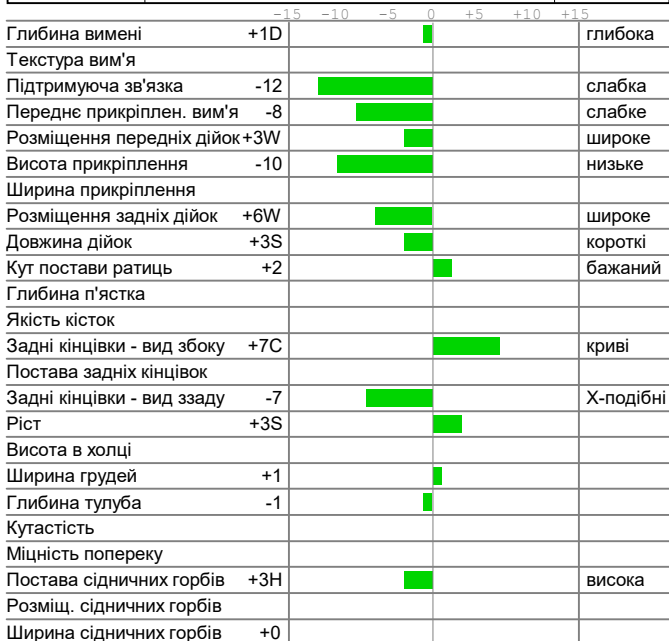 -15 -10 -5 0 +5 +10 +15
Глибина вимені +1D глибока
Текстура вим'я
Підтримуюча зв'язка -12 слабка
Переднє прикріплен. вим'я -8 слабке
Розміщення передніх дійок +3W широке
Висота прикріплення -10 низьке
Ширина прикріплення
Розміщення задніх дійок +6W широке
Довжина дійок +3S короткі
Кут постави ратиць +2 бажаний
Глибина п'ястка
Якість кісток
Задні кінцівки - вид збоку +7C криві
Постава задніх кінцівок
Задні кінцівки - вид ззаду -7 Х-подібні
Ріст +3S
Висота в холці
Ширина грудей +1
Глибина тулуба -1
Кутастість
Міцність попереку
Постава сідничних горбів +3H висока
Розміщ. сідничних горбів
Ширина сідничних горбів +0